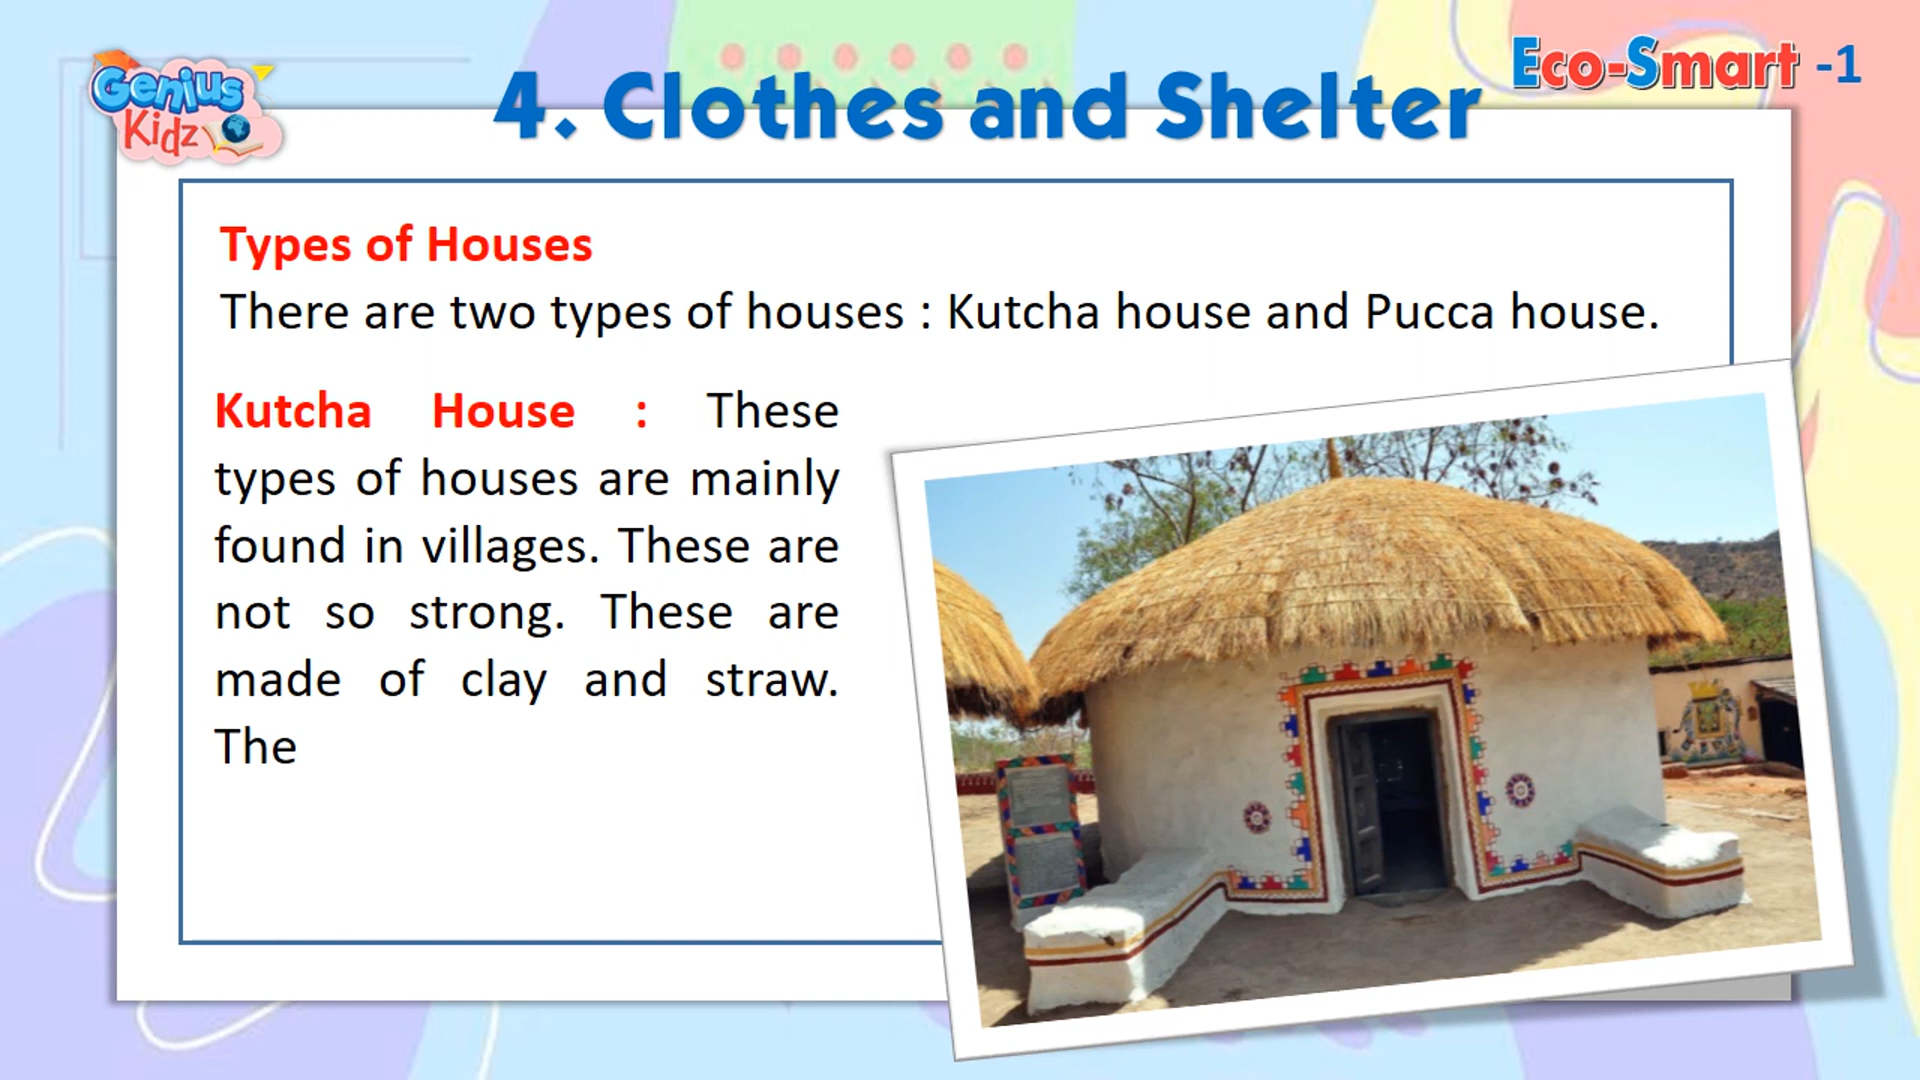 Genius
Kidz
Eco-Smart -1
4. Clothes and Shelter
Types of Houses
There are two types of houses : Kutcha house and Pucca house.
Kutcha House : These
types of houses are mainly
found in villages. These are
not so strong. These are
made of clay and straw.
The